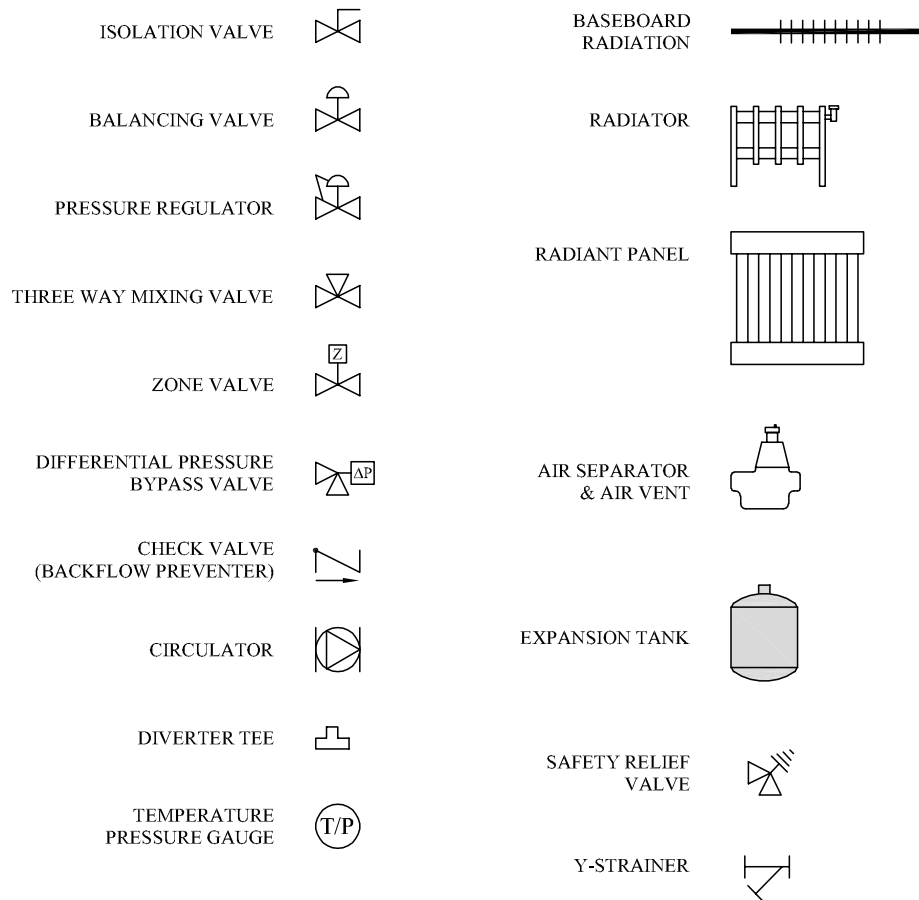 ISOLATION VALVE
BALANCING VALVE
PRESSURE REGULATOR
THREE WAY MIXING VALVE
Z
ZONE VALVE
DIFFERENTIAL PRESSURE
BYPASS VALVE
ΔP
CHECK VALVE
(BACKFLOW PREVENTER)
CIRCULATOR
DIVERTER TEE
TEMPERATURE
PRESSURE GAUGE
T/P
BASEBOARD
RADIATION
RADIATOR
RADIANT PANEL
AIR SEPARATOR
& AIR VENT
EXPANSION TANK
SAFETY RELIEF
VALVE
Y-STRAINER